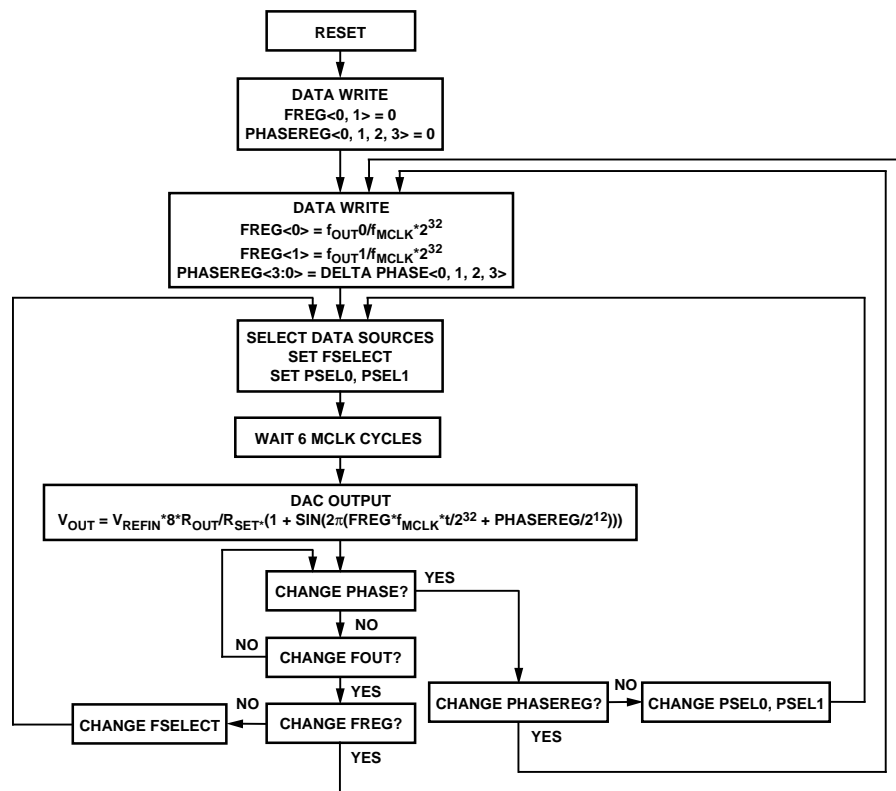 RESET
DATA WRITE
FREG<0, 1> = 0
PHASEREG<0, 1, 2, 3> = 0
DATA WRITE
FREG<0> = fOUT0/fMCLK*2^32
FREG<1> = fOUT1/fMCLK*2^32
PHASEREG<3:0> = DELTA PHASE<0, 1, 2, 3>
SELECT DATA SOURCES
SET FSELECT
SET PSEL0, PSEL1
WAIT 6 MCLK CYCLES
DAC OUTPUT
VOUT = VREFIN*8*ROUT/RSET*(1 + SIN(2π(FREG*fMCLK*t/2^32 + PHASEREG/2^12)))
CHANGE PHASE?
YES
NO
NO
CHANGE FOUT?
YES
CHANGE PHASEREG?
NO
CHANGE PSEL0, PSEL1
YES
CHANGE FSELECT
NO
CHANGE FREG?
YES